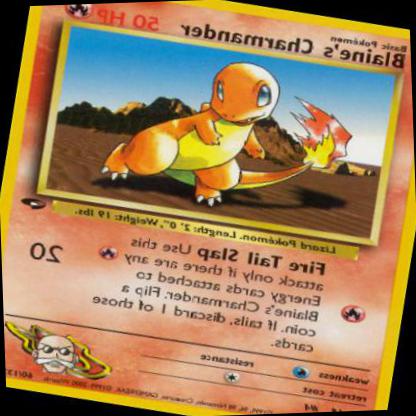 Basic Pokémon
Blaine's Charmander 50 HP
Lizard Pokémon. Length: 2' 0", Weight: 19 lbs.
Fire Tail Slap Use this
attack only if there are any
Energy cards attached to
Blaine's Charmander. Flip a
coin. If tails, discard 1 of those
cards.
20
weakness
resistance
retreat cost
#4